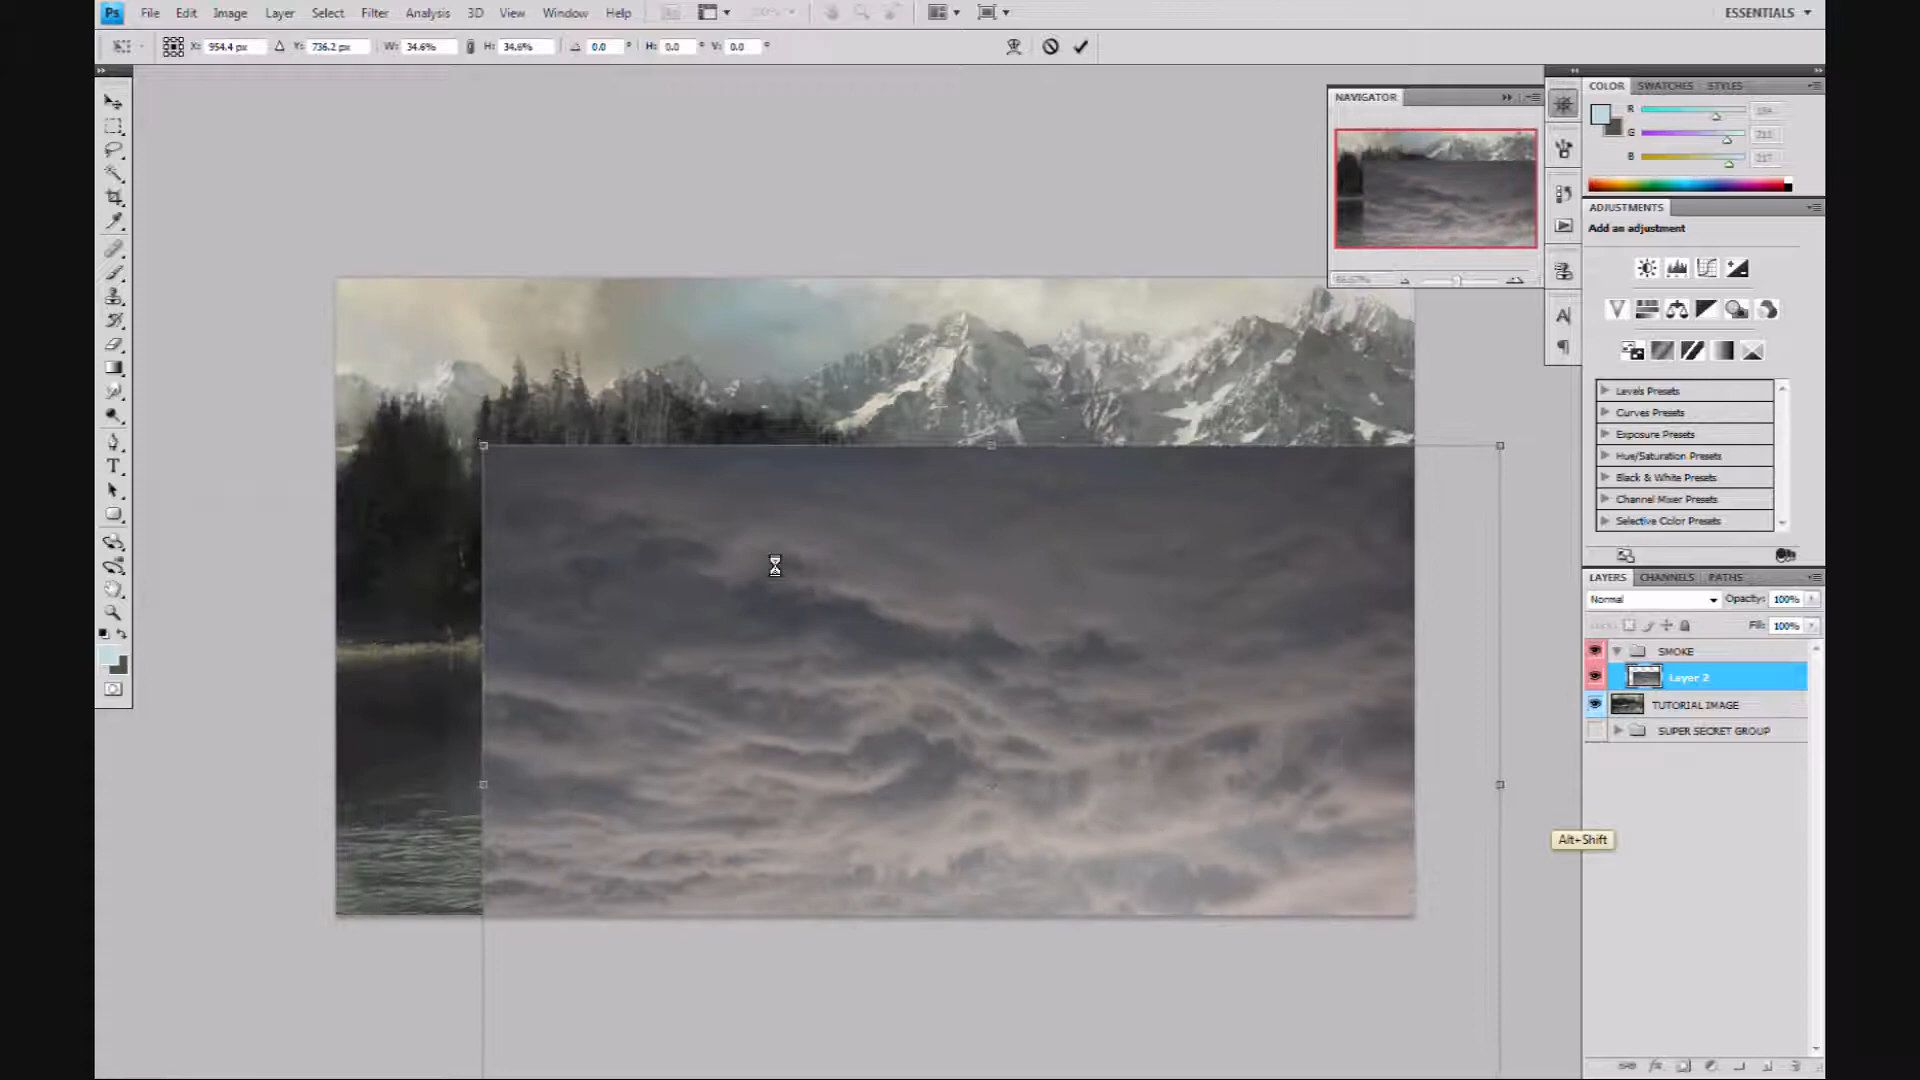 Ps File Edit Image Layer Select Filter Analysis 3D View Window Help ESSENTIALS
X: 954.4 px Y: 736.2 px W: 34.6% H: 34.6% 0.0 ° H: 0.0 ° V: 0.0 °
NAVIGATOR
COLOR SWATCHES STYLES
R
G
B
ADJUSTMENTS
Add an adjustment
Levels Presets
Curves Presets
Exposure Presets
Hue/Saturation Presets
Black & White Presets
Channel Mixer Presets
Selective Color Presets
LAYERS CHANNELS PATHS
Normal Opacity: 100%
Fill: 100%
SMOKE
Layer 2
TUTORIAL IMAGE
SUPER SECRET GROUP
Alt+Shift